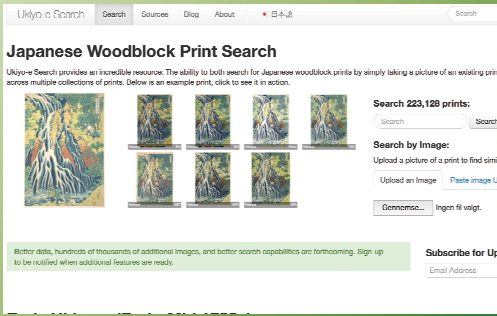 Ukiyo-e Search Search Sources Blog About 日本語 Search
Japanese Woodblock Print Search
Ukiyo-e Search provides an incredible resource: The ability to both search for Japanese woodblock prints by simply taking a picture of an existing
across multiple collections of prints. Below is an example print, click to see it in action.
Search 223,128 prints:
Search Search
Search by Image:
Upload a picture of a print to find
Upload an Image Paste image
Gennemse... Ingen fil valgt.
Better data, hundreds of thousands of additional images, and better search capabilities are forthcoming. Sign up
to be notified when additional features are ready.
Subscribe for
Email Address